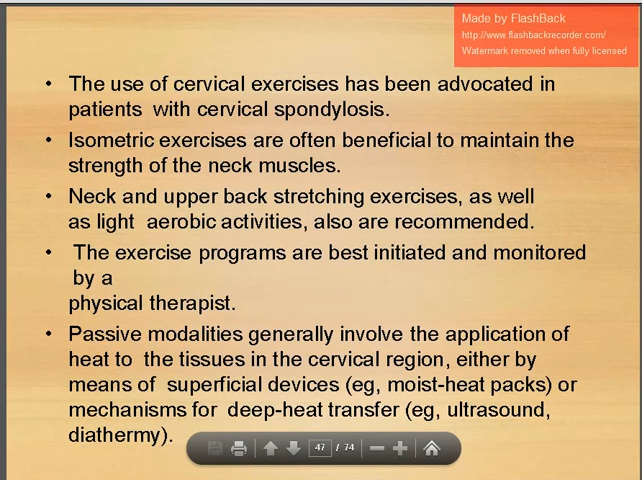 Made by FlashBack
http://www.flashbackrecorder.com/
Watermark removed when fully licensed
• The use of cervical exercises has been advocated in
patients with cervical spondylosis.
• Isometric exercises are often beneficial to maintain the
strength of the neck muscles.
• Neck and upper back stretching exercises, as well
as light aerobic activities, also are recommended.
• The exercise programs are best initiated and monitored
by a
physical therapist.
• Passive modalities generally involve the application of
heat to the tissues in the cervical region, either by
means of superficial devices (eg, moist-heat packs) or
mechanisms for deep-heat transfer (eg, ultrasound,
diathermy).
47 / 74